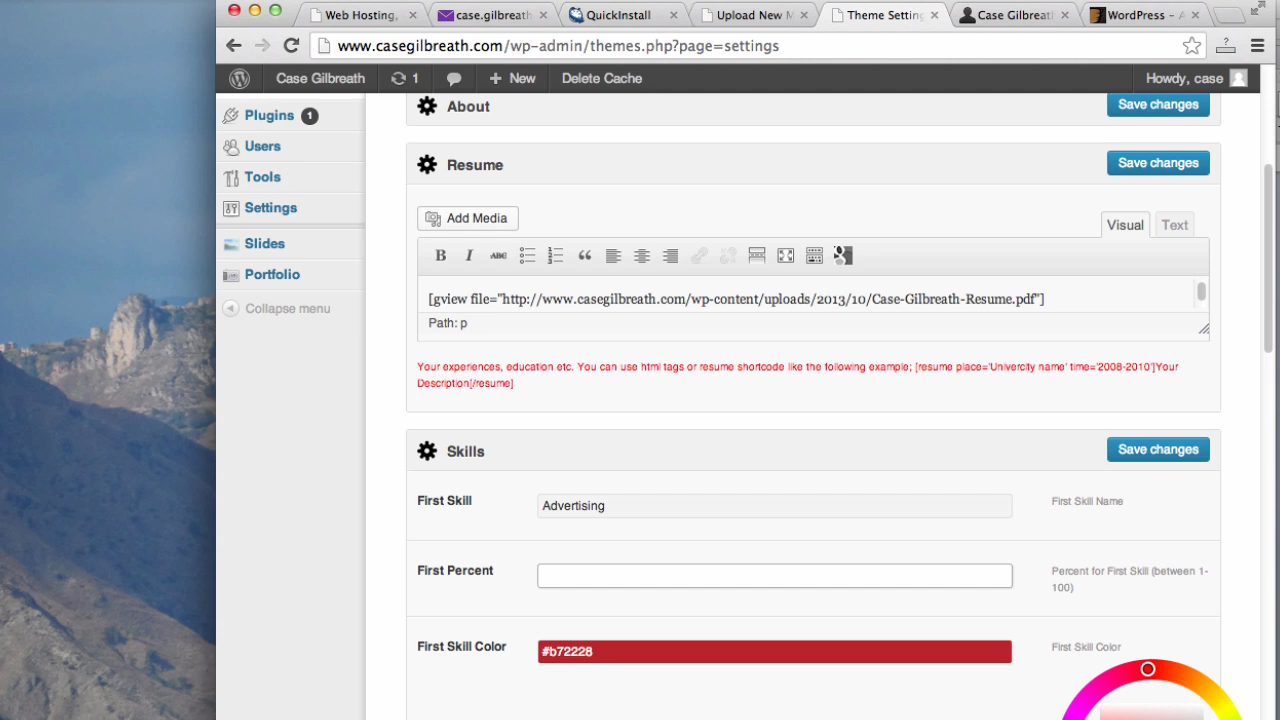 Web Hosting,
case.gilbreath
QuickInstall
Upload New M
Theme Setting
Case Gilbreath
WordPress – A
www.casegilbreath.com/wp-admin/themes.php?page=settings
Case Gilbreath
1
New
Delete Cache
Howdy, case
Plugins 1
Users
Tools
Settings
Slides
Portfolio
Collapse menu
About
Save changes
Resume
Save changes
Add Media
Visual
Text
B I ABC
[gview file="http://www.casegilbreath.com/wp-content/uploads/2013/10/Case-Gilbreath-Resume.pdf"]
Path: p
Your experiences, education etc. You can use html tags or resume shortcode like the following example; [resume place='Univercity name' time='2008-2010']Your
Description[/resume]
Skills
Save changes
First Skill
Advertising
First Skill Name
First Percent
Percent for First Skill (between 1-
100)
First Skill Color
#b72228
First Skill Color